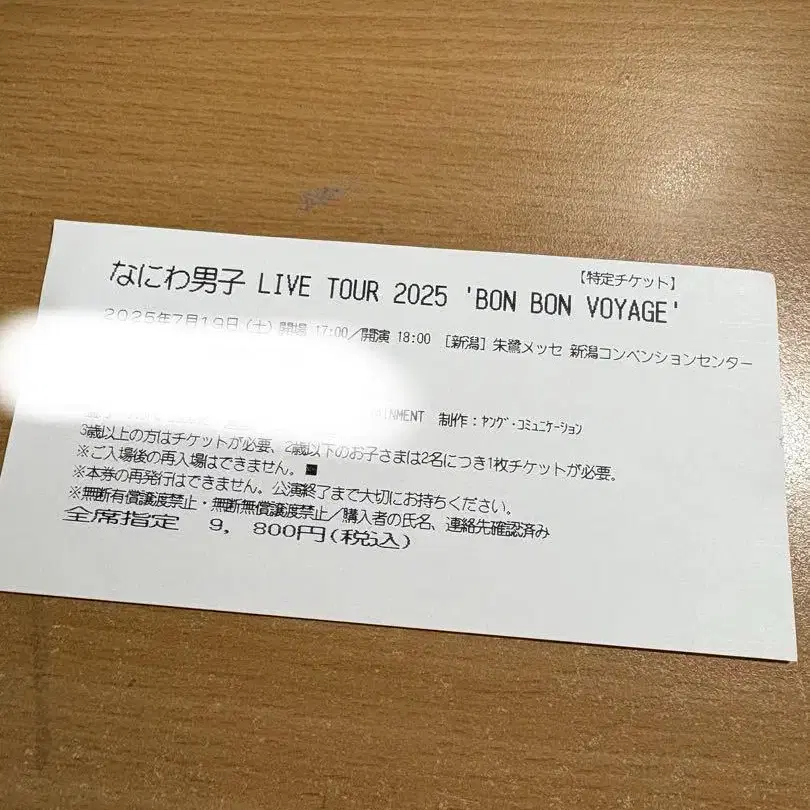 【特定チケット】
なにわ男子 LIVE TOUR 2025 'BON BON VOYAGE'
2025年7月19日(土) 開場 17:00/開演 18:00 [新潟] 朱鷺メッセ 新潟コンベンションセンター
制作：ヤング・コミュニケーション
3歳以上の方はチケットが必要、2歳以下のお子さまは2名につき1枚チケットが必要。
※ご入場後の再入場はできません。■
※本券の再発行はできません。公演終了まで大切にお持ちください。
※無断有償譲渡禁止・無断無償譲渡禁止/購入者の氏名、連絡先確認済み
全席指定 9,800円(税込)